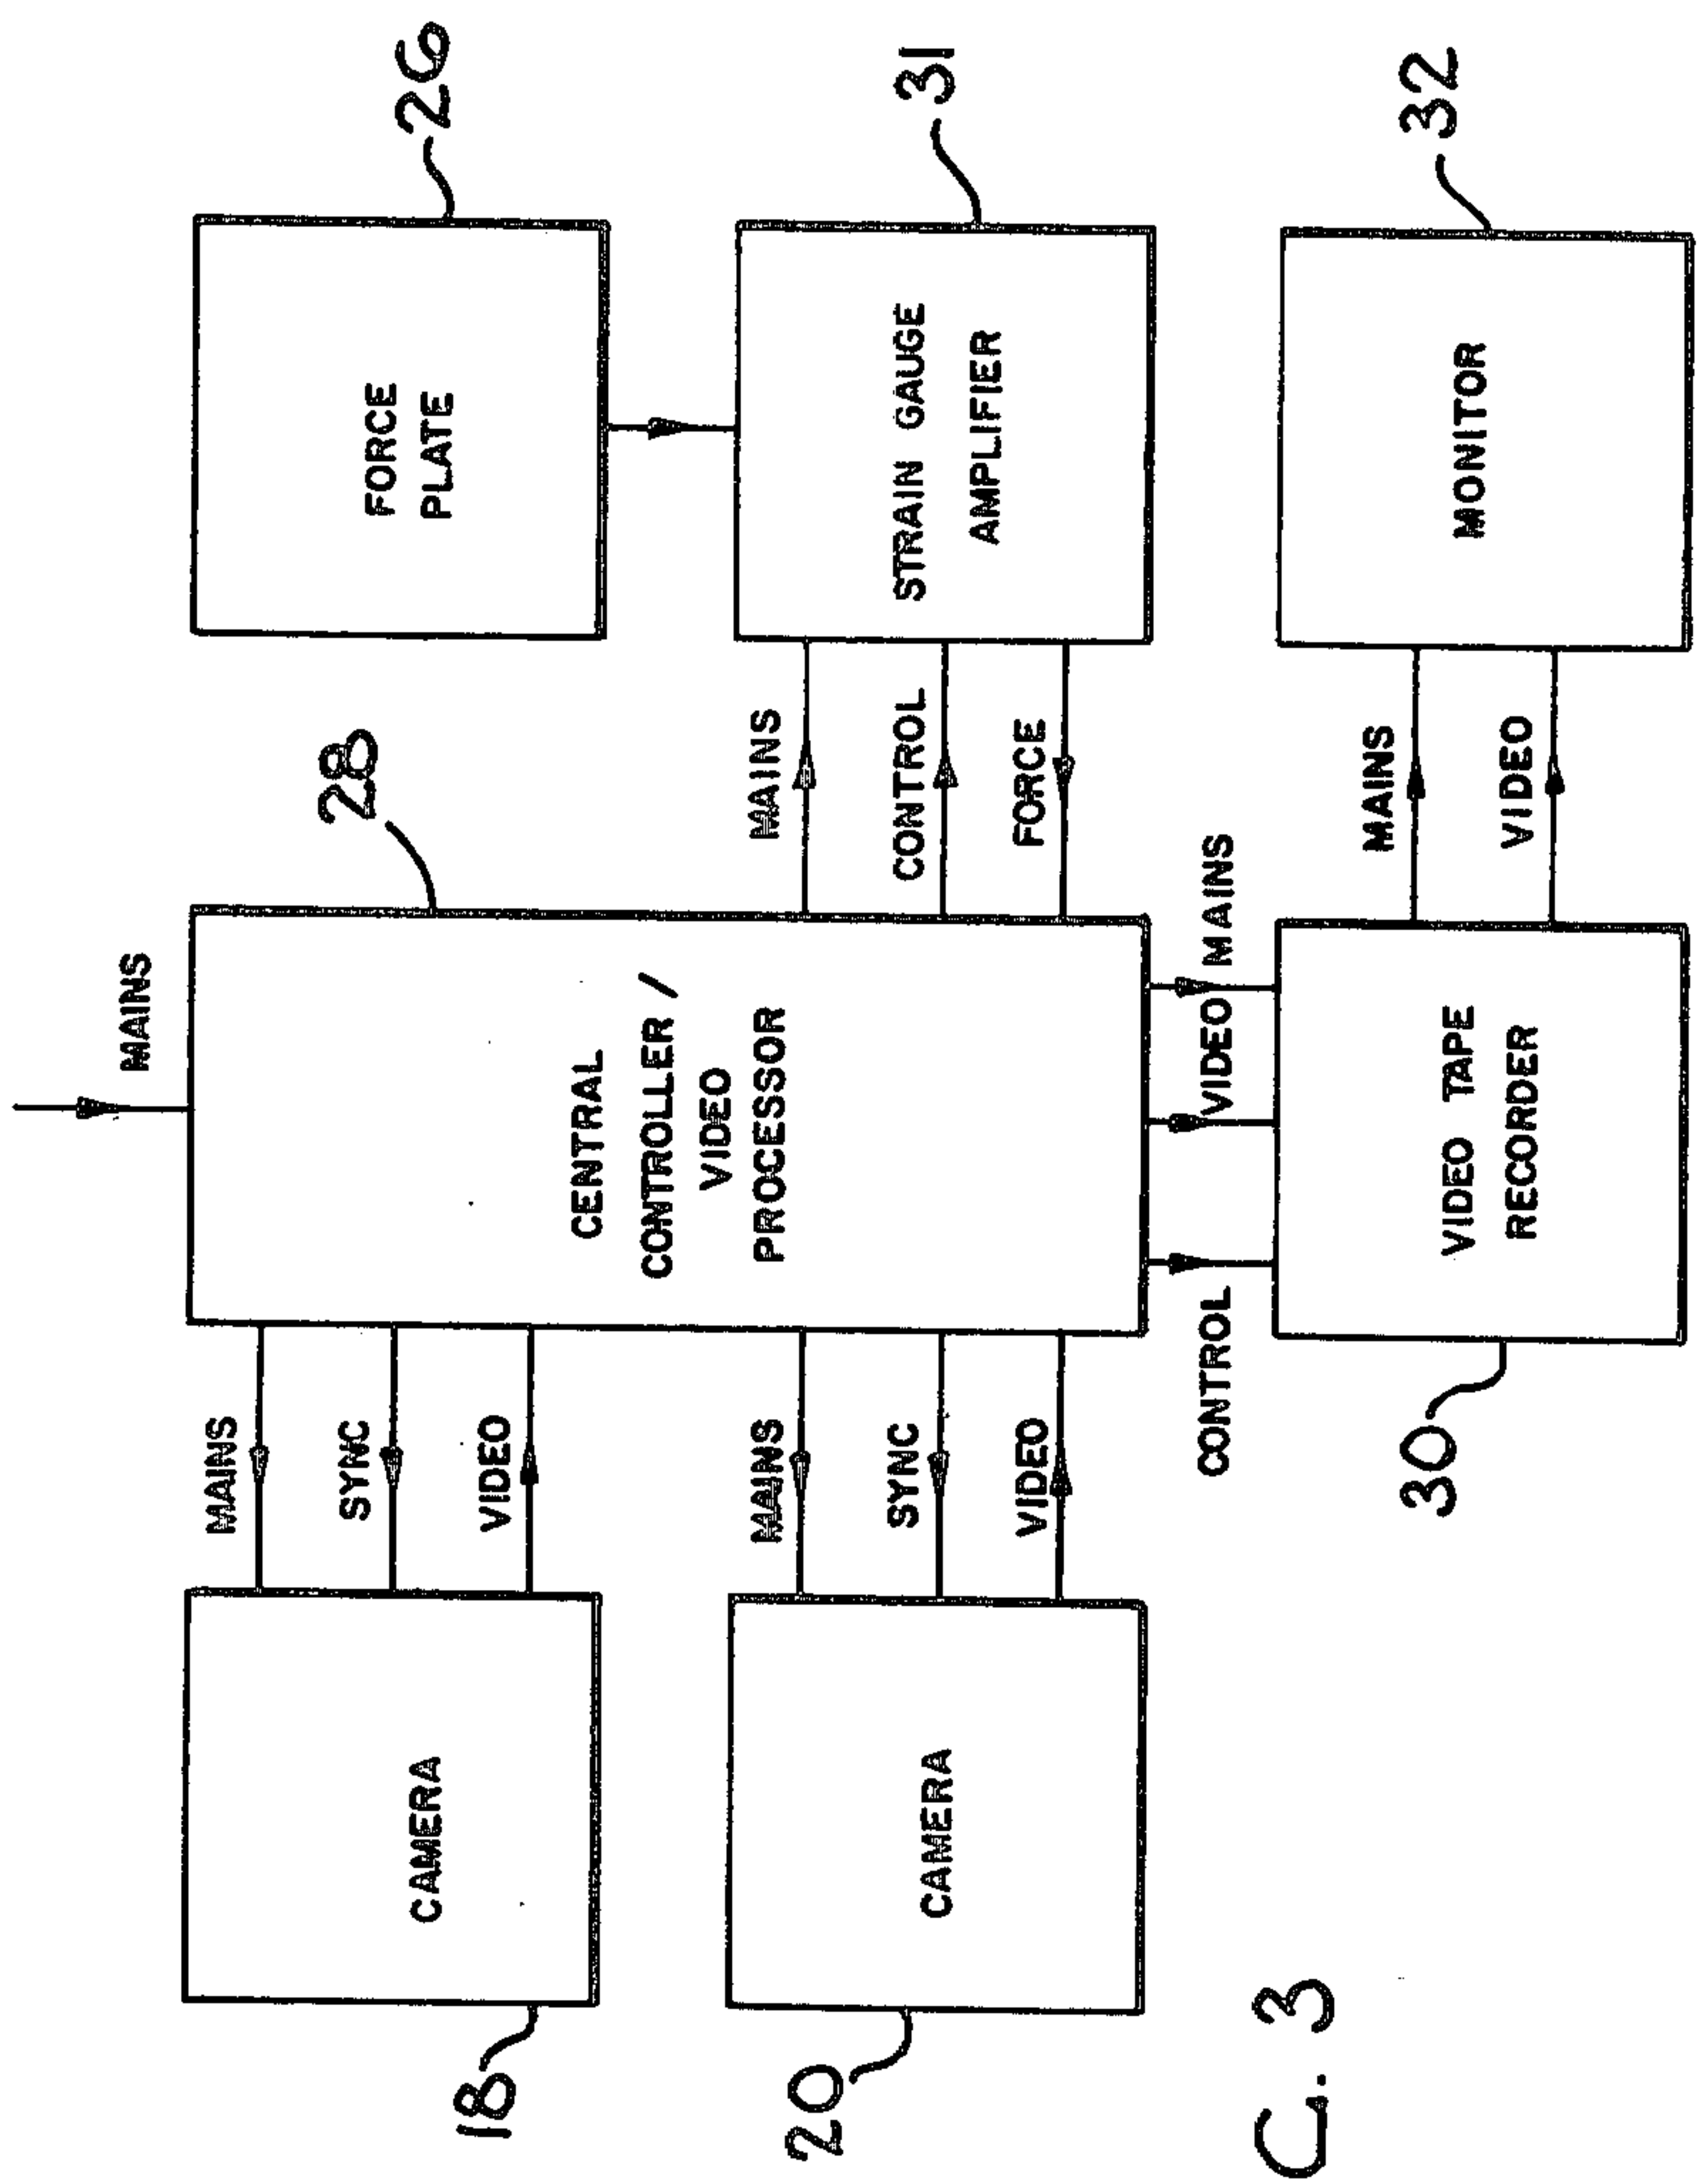 MAINS
18
CAMERA
MAINS
SYNC
VIDEO
28
CENTRAL
CONTROLLER /
VIDEO
PROCESSOR
26
FORCE
PLATE
20
CAMERA
MAINS
SYNC
VIDEO
MAINS
CONTROL
FORCE
31
STRAIN GAUGE
AMPLIFIER
CONTROL
VIDEO
MAINS
30
VIDEO TAPE
RECORDER
MAINS
VIDEO
32
MONITOR
C. 3